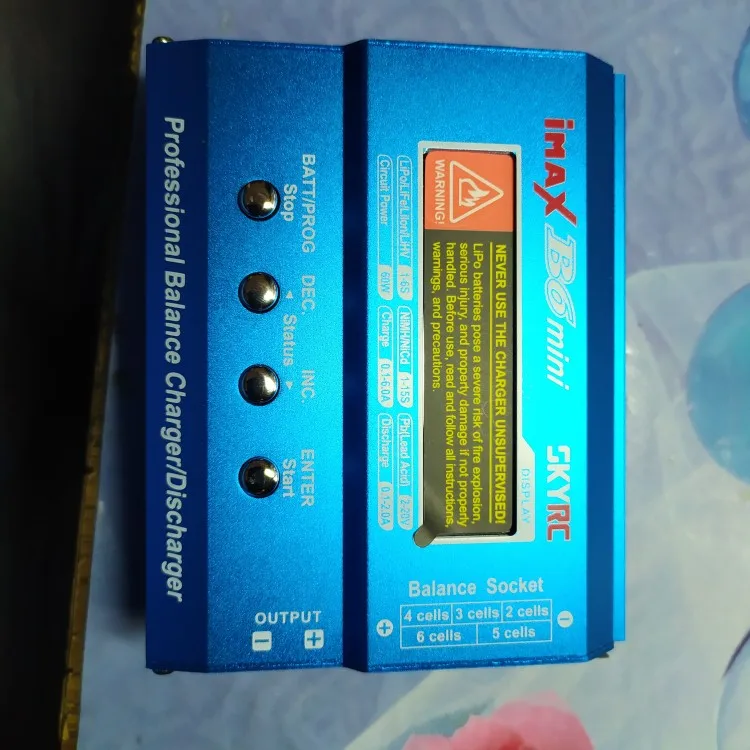 iMAX B6mini SKYRC
DISPLAY
WARNING!
NEVER USE THE CHARGER UNSUPERVISED!
LiPo batteries pose a severe risk of fire explosion,
serious injury, and property damage if not properly
handled. Before use, read and follow all instructions,
warnings, and precautions.
LiPo/LiFe/LiIon/LiHV 1-6S NiMH/NiCd 1-15S Pb(Lead Acid) 2-20V
Circuit Power 60W Charge 0.1-6.0A Discharge 0.1-2.0A
Balance Socket
4 cells 3 cells 2 cells
6 cells 5 cells
BATT/PROG DEC. INC. ENTER
Stop ◄ Status ► Start
OUTPUT
Professional Balance Charger/Discharger